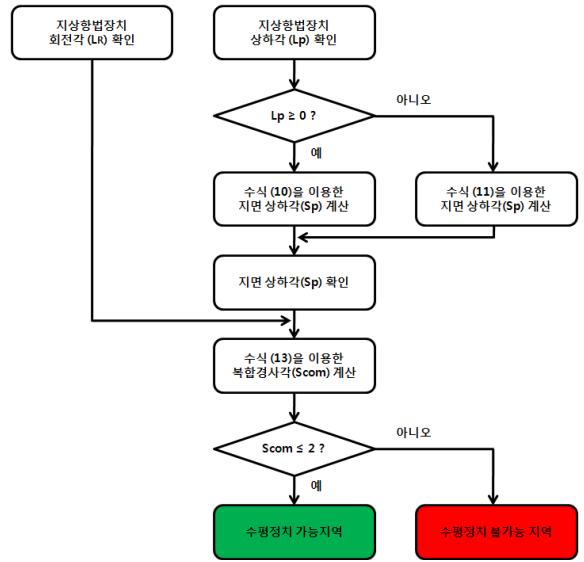 지상항법장치
회전각 (LR) 확인
지상항법장치
상하각 (Lp) 확인
Lp ≥ 0 ?
아니오
예
수식 (10)을 이용한
지면 상하각(Sp) 계산
수식 (11)을 이용한
지면 상하각(Sp) 계산
지면 상하각(Sp) 확인
수식 (13)을 이용한
복합경사각(Scom) 계산
Scom ≤ 2 ?
아니오
예
수평정치 가능지역
수평정치 불가능 지역